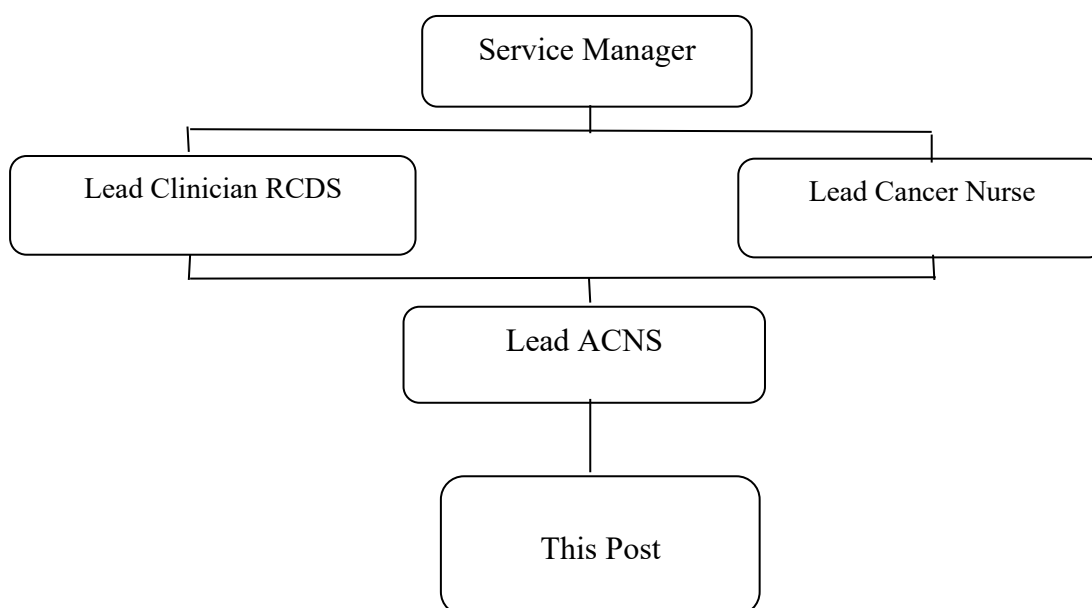 Service Manager
Lead Clinician RCDS
Lead Cancer Nurse
Lead ACNS
This Post